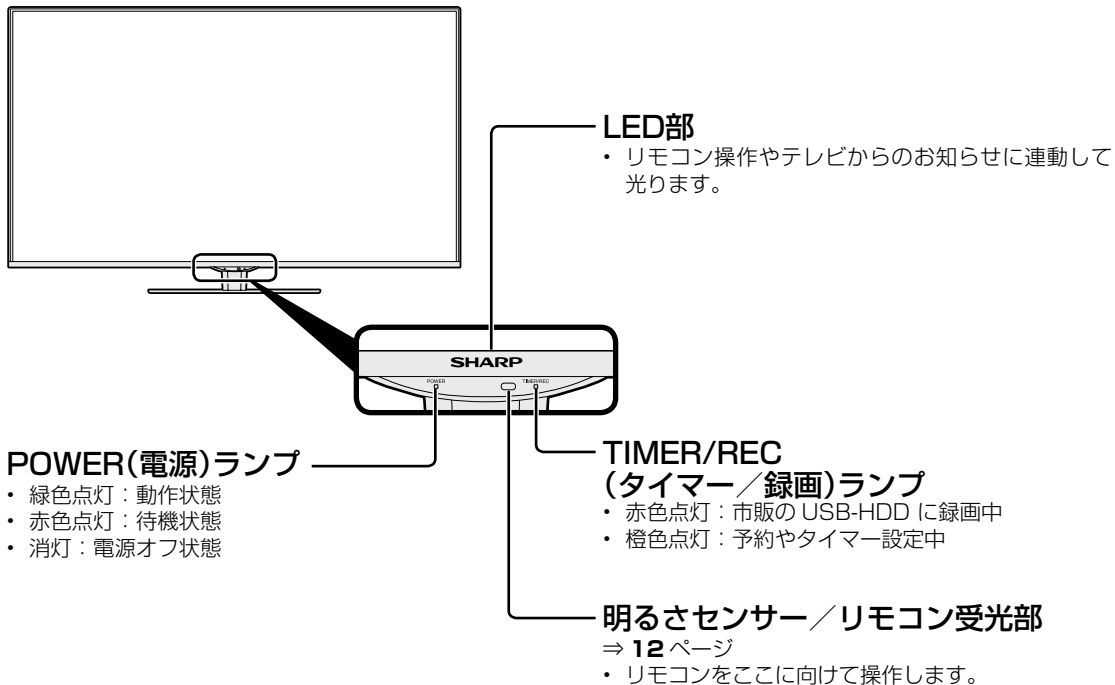 LED部
・ リモコン操作やテレビからのお知らせに連動して
光ります。
SHARP
POWER
TIMER/REC
POWER(電源)ランプ
・ 緑色点灯：動作状態
・ 赤色点灯：待機状態
・ 消灯：電源オフ状態
TIMER/REC
(タイマー／録画)ランプ
・ 赤色点灯：市販の USB-HDD に録画中
・ 橙色点灯：予約やタイマー設定中
明るさセンサー／リモコン受光部
⇒ 12 ページ
・ リモコンをここに向けて操作します。